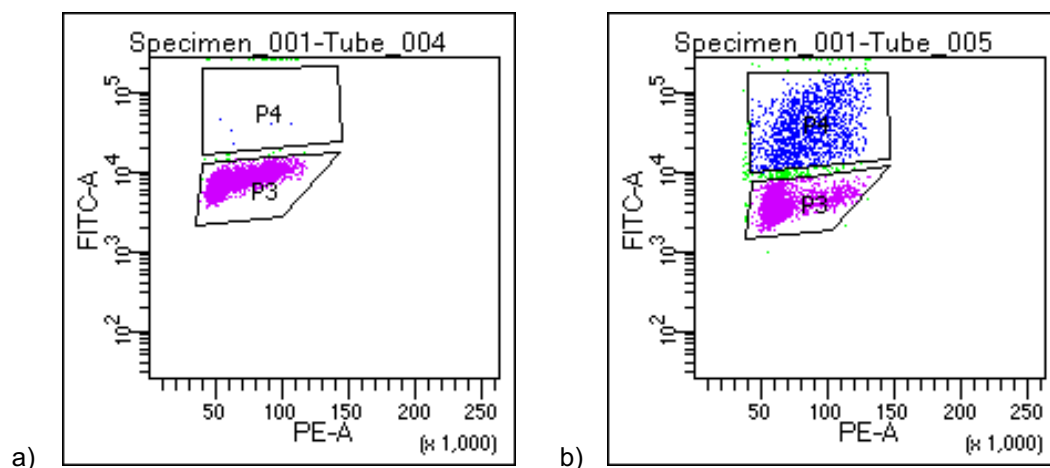 Specimen_001-Tube_004
10^5
10^4
10^3
10^2
FITC-A
P4
P3
50 100 150 200 250
PE-A
(x 1,000)
a)
Specimen_001-Tube_005
10^5
10^4
10^3
10^2
FITC-A
P4
P3
50 100 150 200 250
PE-A
(x 1,000)
b)